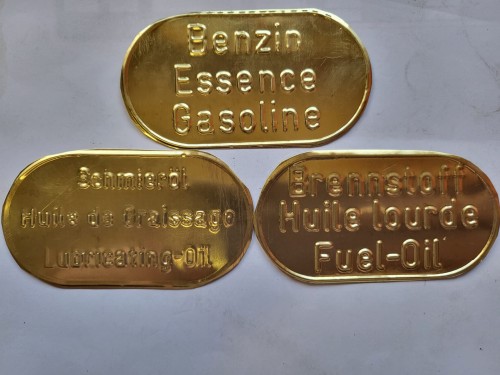 Benzin
Essence
Gasoline
Schmieröl
Huile de Graissage
Lubricating-Oil
Brennstoff
Huile lourde
Fuel-Oil